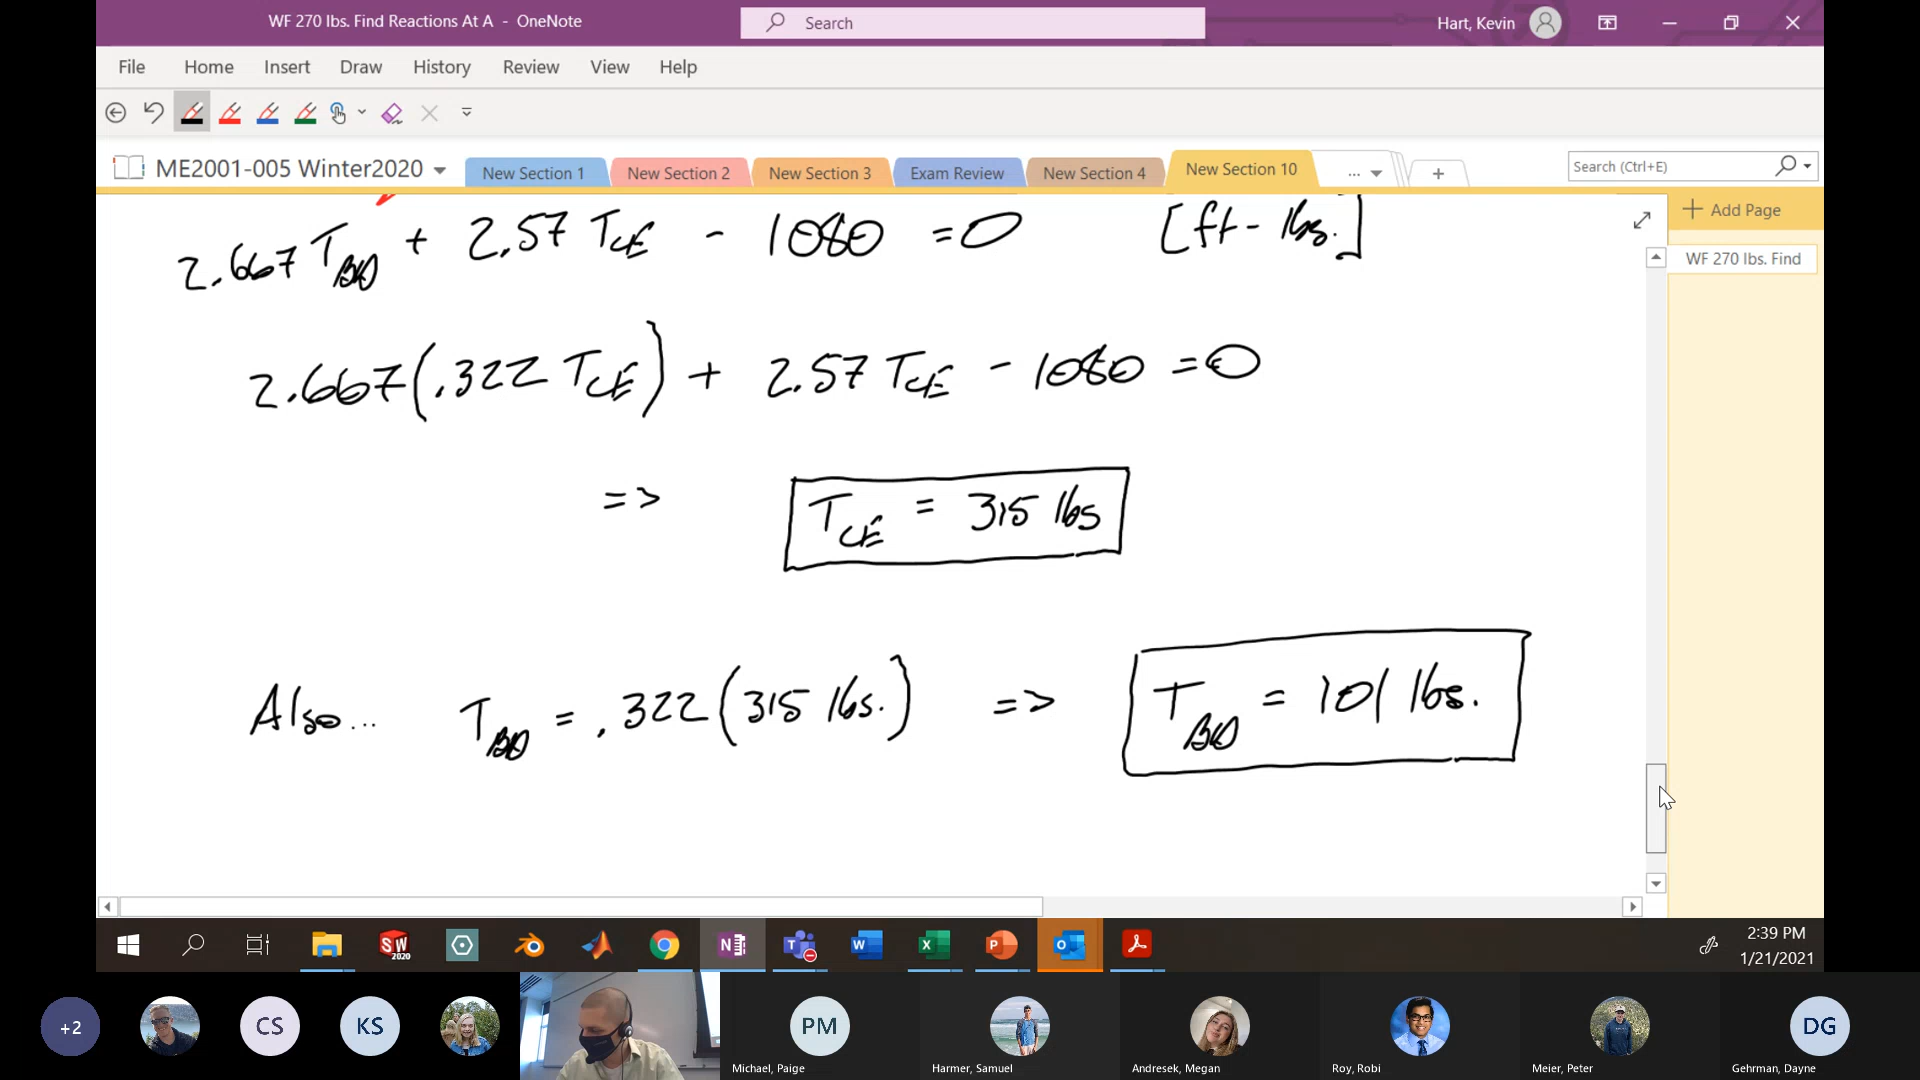 WF 270 lbs. Find Reactions At A - OneNote
Search
Hart, Kevin
File Home Insert Draw History Review View Help
ME2001-005 Winter2020
New Section 1 New Section 2 New Section 3 Exam Review New Section 4 New Section 10 ... +
Search (Ctrl+E)
+ Add Page
WF 270 lbs. Find
2.667 T_BD + 2.57 T_CE - 1080 = 0 [ft-lbs.]
2.667(.322 T_CE) + 2.57 T_CE - 1080 = 0
=> T_CE = 315 lbs
Also... T_BD = .322(315 lbs.) => T_BD = 101 lbs.
SW 2020
N
T
W
X
P
O
2:39 PM
1/21/2021
+2 CS KS PM DG
Michael, Paige Harmer, Samuel Andresek, Megan Roy, Robi Meier, Peter Gehrman, Dayne